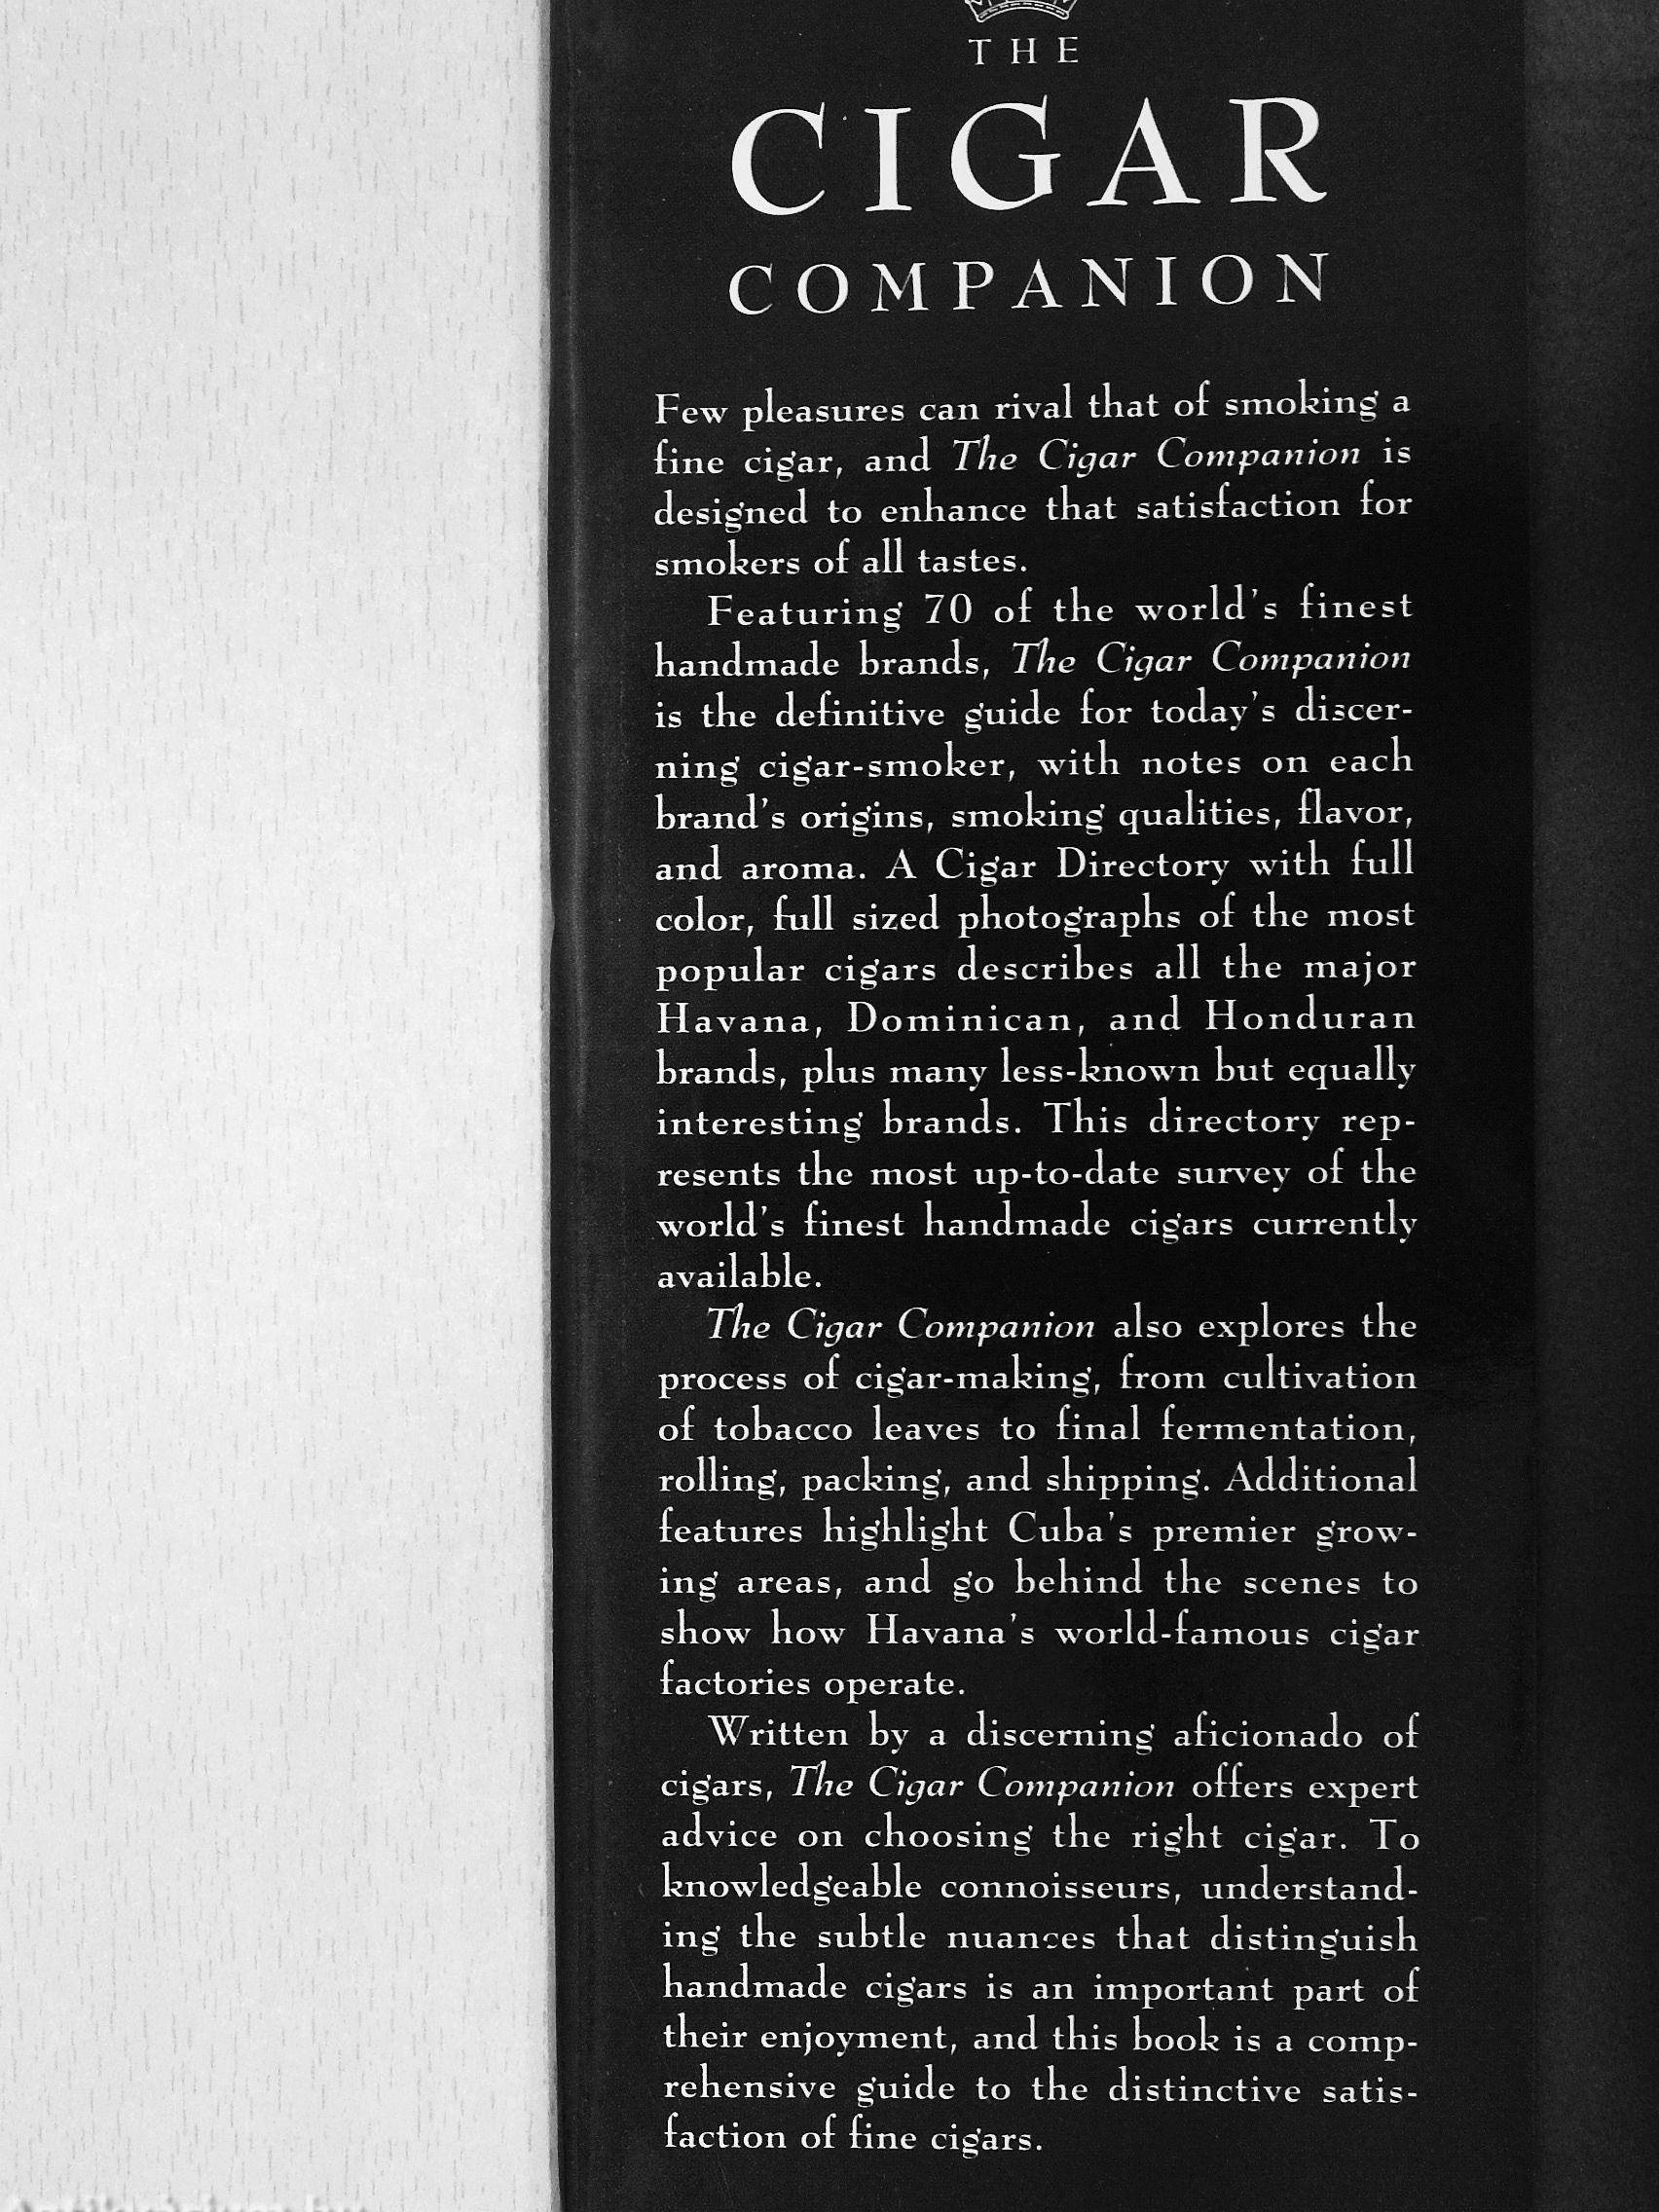 THE
CIGAR
COMPANION
Few pleasures can rival that of smoking a
fine cigar, and The Cigar Companion is
designed to enhance that satisfaction for
smokers of all tastes.
Featuring 70 of the world's finest
handmade brands, The Cigar Companion
is the definitive guide for today's discer-
ning cigar-smoker, with notes on each
brand's origins, smoking qualities, flavor,
and aroma. A Cigar Directory with full
color, full sized photographs of the most
popular cigars describes all the major
Havana, Dominican, and Honduran
brands, plus many less-known but equally
interesting brands. This directory rep-
resents the most up-to-date survey of the
world's finest handmade cigars currently
available.
The Cigar Companion also explores the
process of cigar-making, from cultivation
of tobacco leaves to final fermentation,
rolling, packing, and shipping. Additional
features highlight Cuba's premier grow-
ing areas, and go behind the scenes to
show how Havana's world-famous cigar
factories operate.
Written by a discerning aficionado of
cigars, The Cigar Companion offers expert
advice on choosing the right cigar. To
knowledgeable connoisseurs, understand-
ing the subtle nuances that distinguish
handmade cigars is an important part of
their enjoyment, and this book is a comp-
rehensive guide to the distinctive satis-
faction of fine cigars.